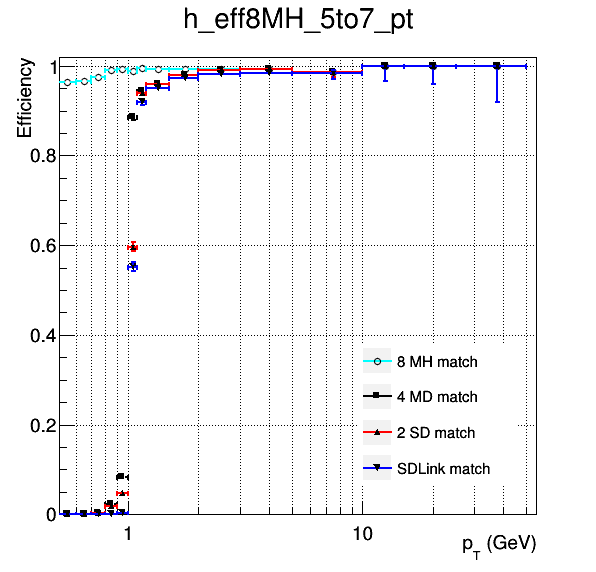 h_eff8MH_5to7_pt
Efficiency
1
0.8
0.6
0.4
0.2
0
8 MH match
4 MD match
2 SD match
SDLink match
1
10
p_T (GeV)